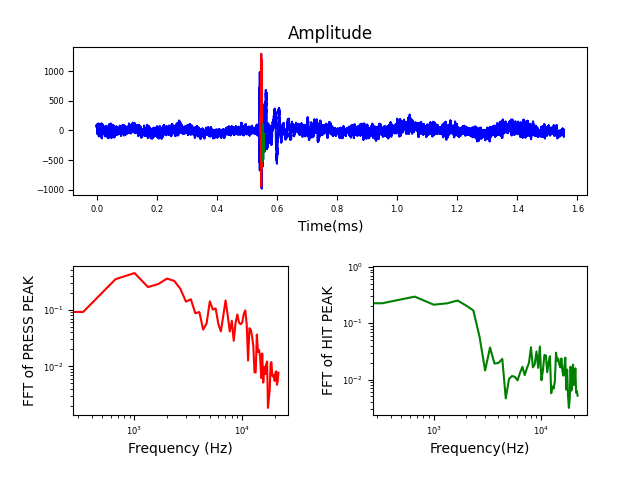 Amplitude
1000
500
0
−500
−1000
0.0 0.2 0.4 0.6 0.8 1.0 1.2 1.4 1.6
Time(ms)
FFT of PRESS PEAK
10⁻¹
10⁻²
10³ 10⁴
Frequency (Hz)
FFT of HIT PEAK
10⁰
10⁻¹
10⁻²
10³ 10⁴
Frequency(Hz)